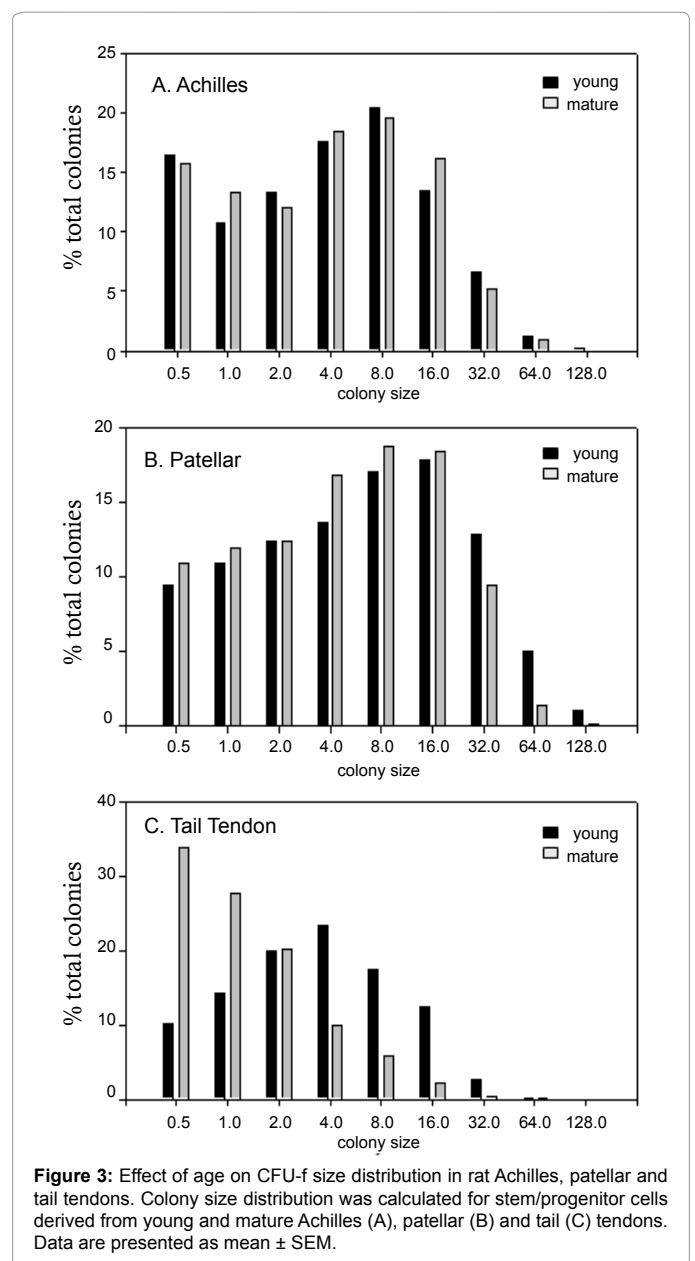 A. Achilles
young
mature
% total colonies
25
20
15
10
5
0
0.5 1.0 2.0 4.0 8.0 16.0 32.0 64.0 128.0
colony size
B. Patellar
young
mature
% total colonies
20
15
10
5
0
0.5 1.0 2.0 4.0 8.0 16.0 32.0 64.0 128.0
colony size
C. Tail Tendon
young
mature
% total colonies
40
30
20
10
0
0.5 1.0 2.0 4.0 8.0 16.0 32.0 64.0 128.0
colony size
Figure 3: Effect of age on CFU-f size distribution in rat Achilles, patellar and
tail tendons. Colony size distribution was calculated for stem/progenitor cells
derived from young and mature Achilles (A), patellar (B) and tail (C) tendons.
Data are presented as mean ± SEM.